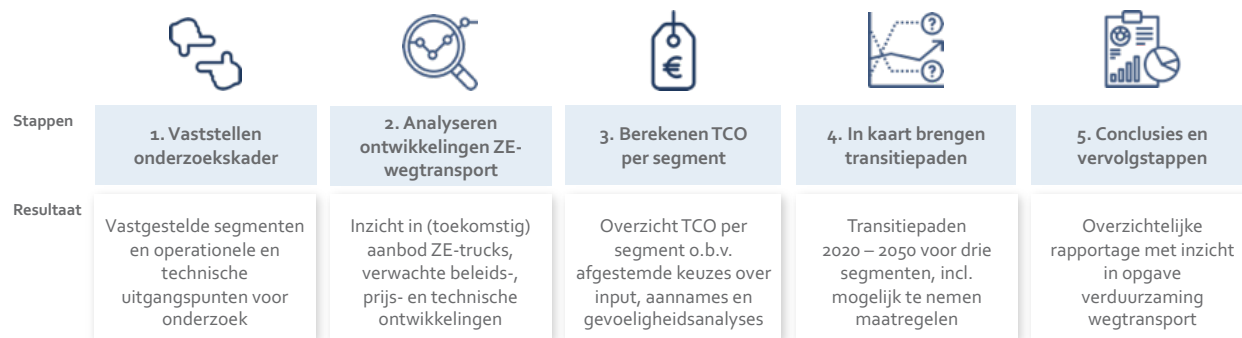 Stappen
1. Vaststellen
onderzoekskader
2. Analyseren
ontwikkelingen ZE-
wegtransport
3. Berekenen TCO
per segment
4. In kaart brengen
transitiepaden
5. Conclusies en
vervolgstappen
Resultaat
Vastgestelde segmenten
en operationele en
technische
uitgangspunten voor
onderzoek
Inzicht in (toekomstig)
aanbod ZE-trucks,
verwachte beleids-,
prijs- en technische
ontwikkelingen
Overzicht TCO per
segment o.b.v.
afgestemde keuzes over
input, aannames en
gevoeligheidsanalyses
Transitiepaden
2020 – 2050 voor drie
segmenten, incl.
mogelijk te nemen
maatregelen
Overzichtelijke
rapportage met inzicht
in opgave
verduurzaming
wegtransport